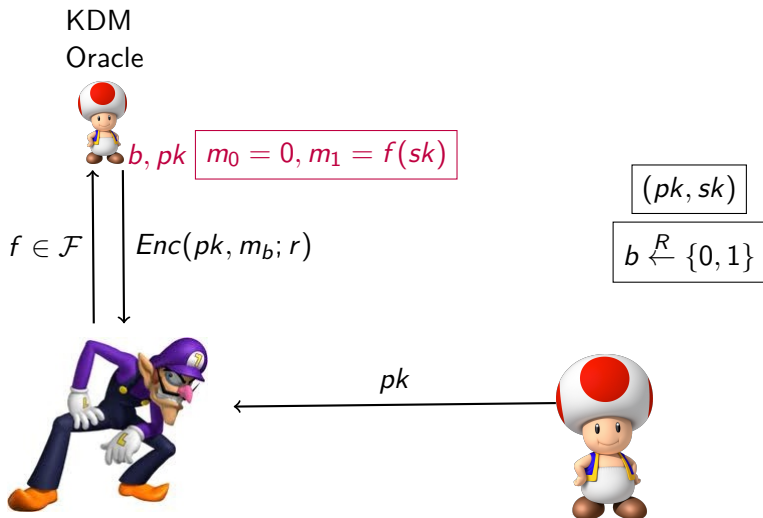 KDM
Oracle
b, pk
m₀ = 0, m₁ = f(sk)
(pk, sk)
f ∈ ℱ
Enc(pk, m_b; r)
b ←ᴿ {0, 1}
pk